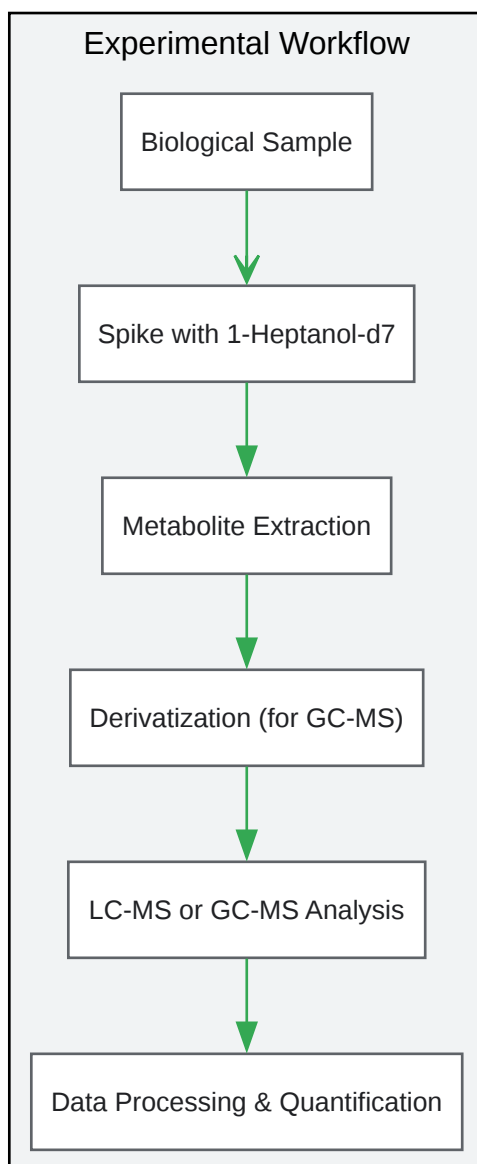 Experimental Workflow
Biological Sample
Spike with 1-Heptanol-d7
Metabolite Extraction
Derivatization (for GC-MS)
LC-MS or GC-MS Analysis
Data Processing & Quantification